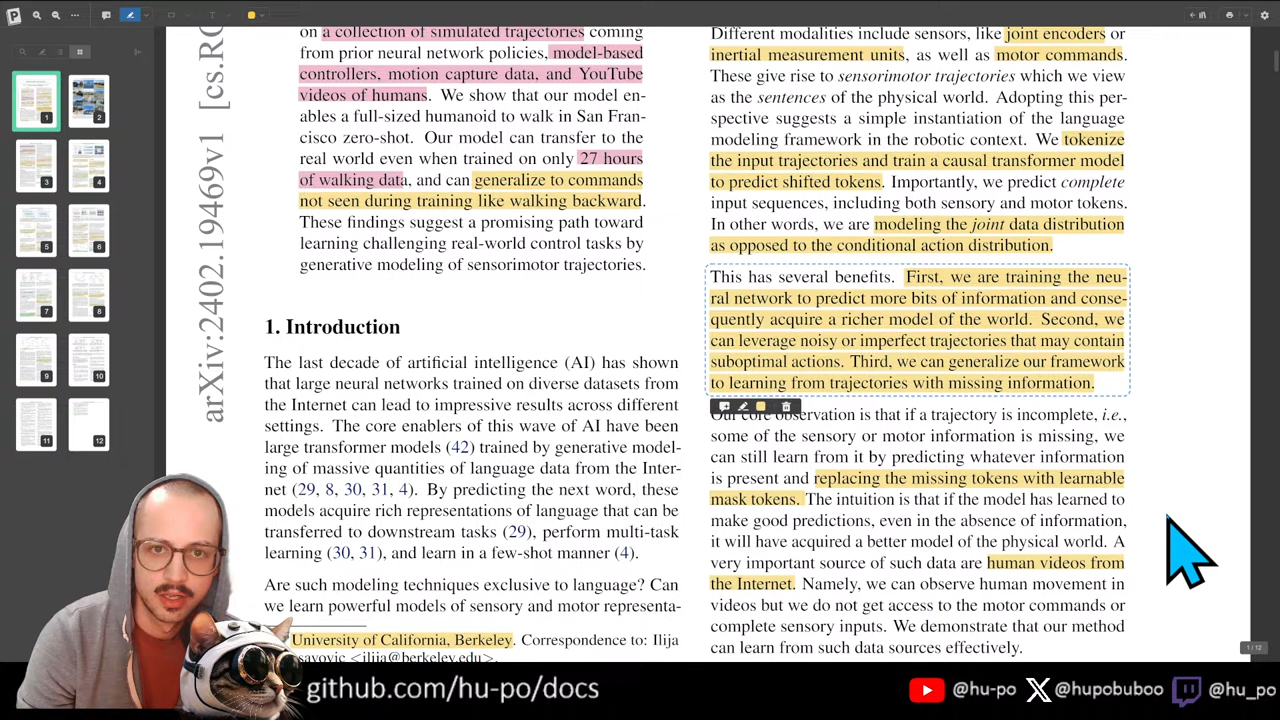 arXiv:2402.19469v1 [cs.RO
on a collection of simulated trajectories coming
from prior neural network policies, model-based
controllers, motion capture data, and YouTube
videos of humans. We show that our model en-
ables a full-sized humanoid to walk in San Fran-
cisco zero-shot. Our model can transfer to the
real world even when trained on only 27 hours
of walking data, and can generalize to commands
not seen during training like walking backward.
These findings suggest a promising path toward
learning challenging real-world control tasks by
generative modeling of sensorimotor trajectories.
1. Introduction
The last decade of artificial intelligence (AI) has shown
that large neural networks trained on diverse datasets from
the Internet can lead to impressive results across different
settings. The core enablers of this wave of AI have been
large transformer models (42) trained by generative model-
ing of massive quantities of language data from the Inter-
net (29, 8, 30, 31, 4). By predicting the next word, these
models acquire rich representations of language that can be
transferred to downstream tasks (29), perform multi-task
learning (30, 31), and learn in a few-shot manner (4).
Are such modeling techniques exclusive to language? Can
we learn powerful models of sensory and motor representa-
University of California, Berkeley. Correspondence to: Ilija
<ilija@berkeley.edu>.
Different modalities include sensors, like joint encoders or
inertial measurement units, as well as motor commands.
These give rise to sensorimotor trajectories which we view
as the sentences of the physical world. Adopting this per-
spective suggests a simple instantiation of the language
modeling framework in the robotic context. We tokenize
the input trajectories and train a causal transformer model
to predict shifted tokens. Importantly, we predict complete
input sequences, including both sensory and motor tokens.
In other words, we are modeling the joint data distribution
as opposed to the conditional action distribution.
This has several benefits. First, we are training the neu-
ral network to predict more bits of information and conse-
quently acquire a richer model of the world. Second, we
can leverage noisy or imperfect trajectories that may contain
suboptimal actions. Third, we can generalize our framework
to learning from trajectories with missing information.
observation is that if a trajectory is incomplete, i.e.,
some of the sensory or motor information is missing, we
can still learn from it by predicting whatever information
is present and replacing the missing tokens with learnable
mask tokens. The intuition is that if the model has learned to
make good predictions, even in the absence of information,
it will have acquired a better model of the physical world. A
very important source of such data are human videos from
the Internet. Namely, we can observe human movement in
videos but we do not get access to the motor commands or
complete sensory inputs. We demonstrate that our method
can learn from such data sources effectively.
1
2
3
4
5
6
7
8
9
10
11
12
1 / 12
github.com/hu-po/docs
@hu-po
@hupobuboo
@hu_po